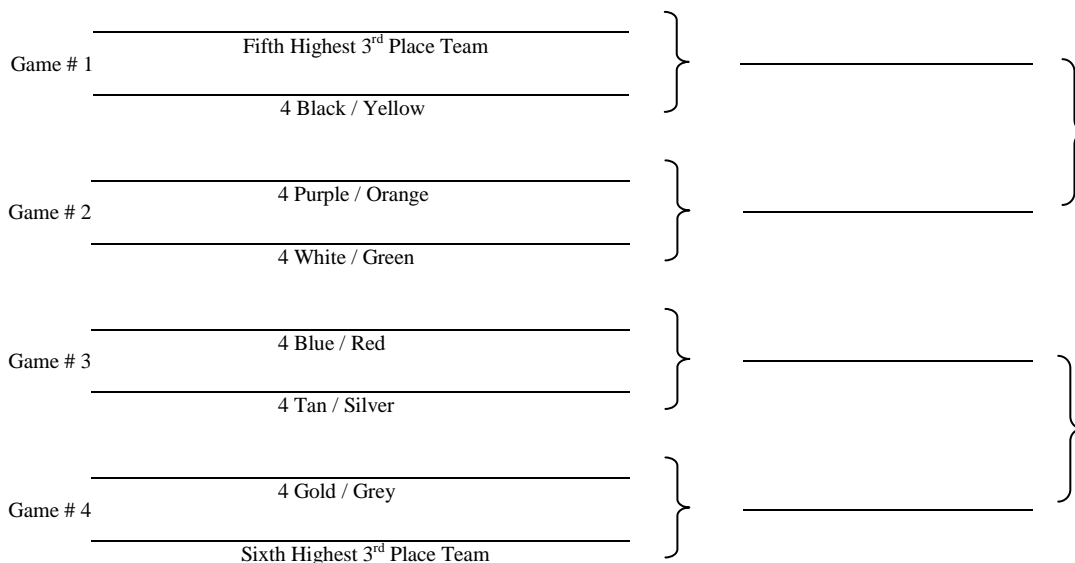 Fifth Highest 3rd Place Team
Game # 1
4 Black / Yellow
4 Purple / Orange
Game # 2
4 White / Green
4 Blue / Red
Game # 3
4 Tan / Silver
4 Gold / Grey
Game # 4
Sixth Highest 3rd Place Team